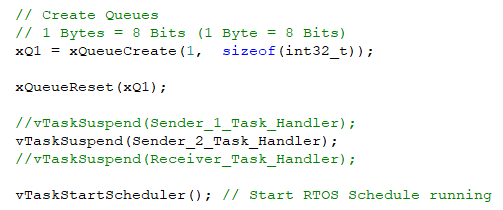 // Create Queues
// 1 Bytes = 8 Bits (1 Byte = 8 Bits)
xQ1 = xQueueCreate(1,  sizeof(int32_t));
xQueueReset(xQ1);
//vTaskSuspend(Sender_1_Task_Handler);
vTaskSuspend(Sender_2_Task_Handler);
//vTaskSuspend(Receiver_Task_Handler);
vTaskStartScheduler(); // Start RTOS Schedule running